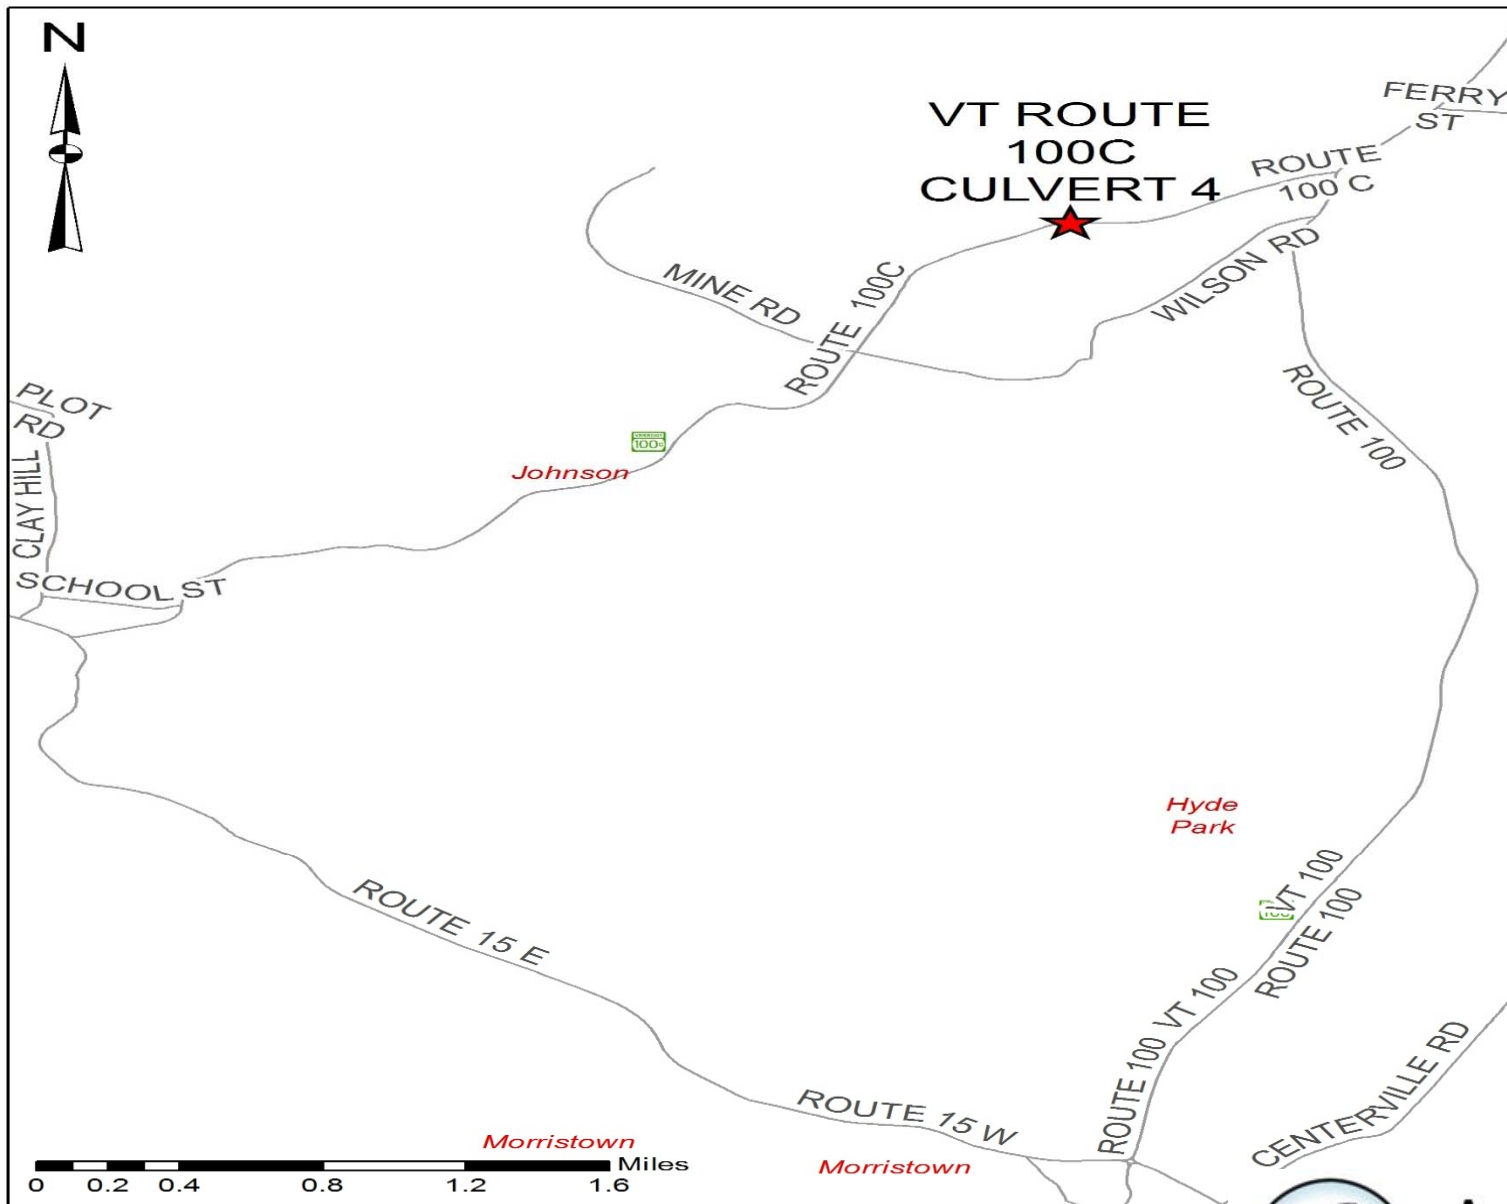 N
VT ROUTE
100C
CULVERT 4
FERRY
ST
ROUTE
100 C
WILSON RD
MINE RD
ROUTE 100C
ROUTE 100
PLOT
RD
CLAY HILL
SCHOOL ST
100C
Johnson
Hyde
Park
VT 100
100
ROUTE 100
VT 100
ROUTE 100
ROUTE 15 E
ROUTE 15 W
CENTERVILLE RD
Morristown
Morristown
Miles
0 0.2 0.4 0.8 1.2 1.6